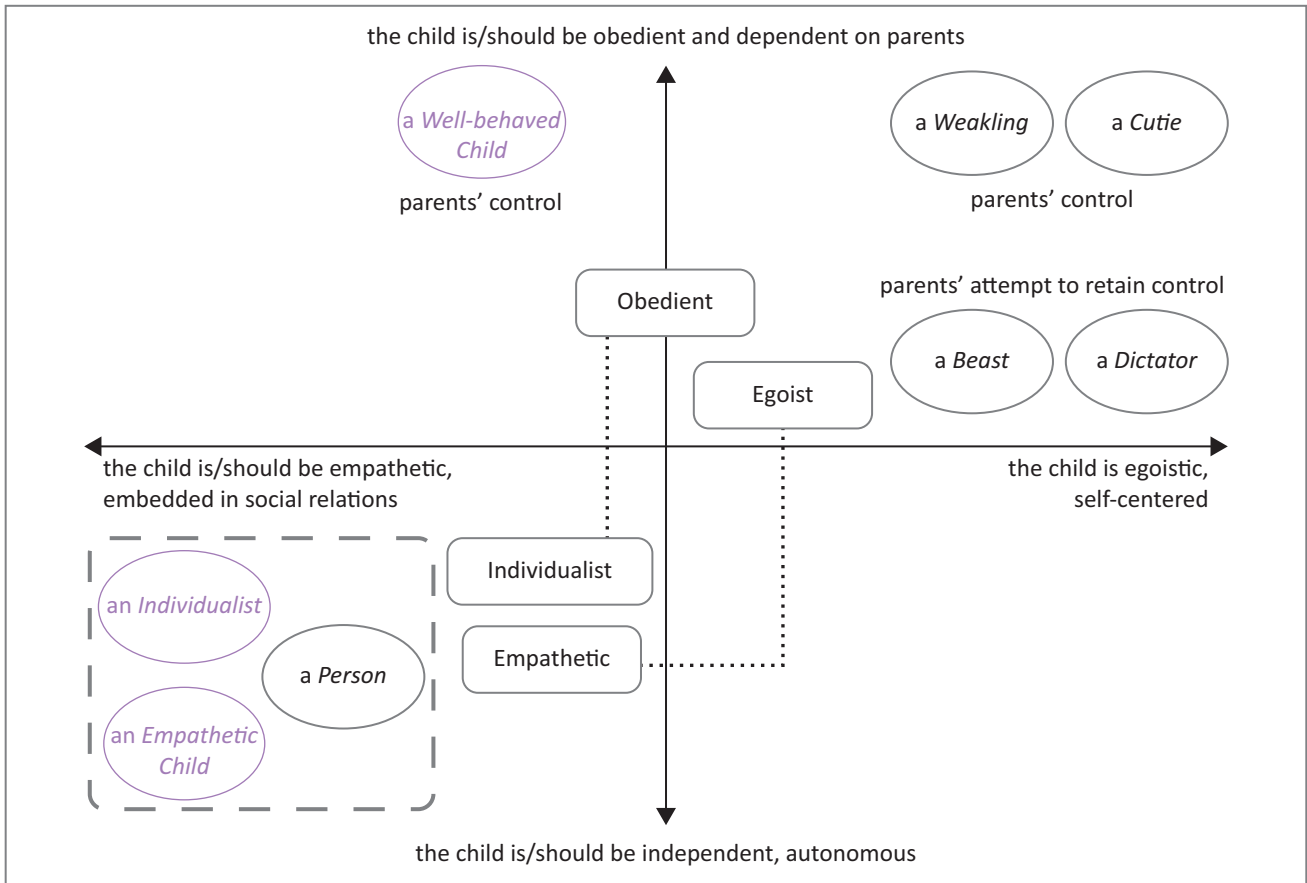 the child is/should be obedient and dependent on parents
a Well-behaved
Child
parents’ control
a Weakling
a Cutie
parents’ control
Obedient
parents’ attempt to retain control
a Beast
a Dictator
Egoist
the child is/should be empathetic,
embedded in social relations
the child is egoistic,
self-centered
an Individualist
Individualist
a Person
Empathetic
an Empathetic
Child
the child is/should be independent, autonomous